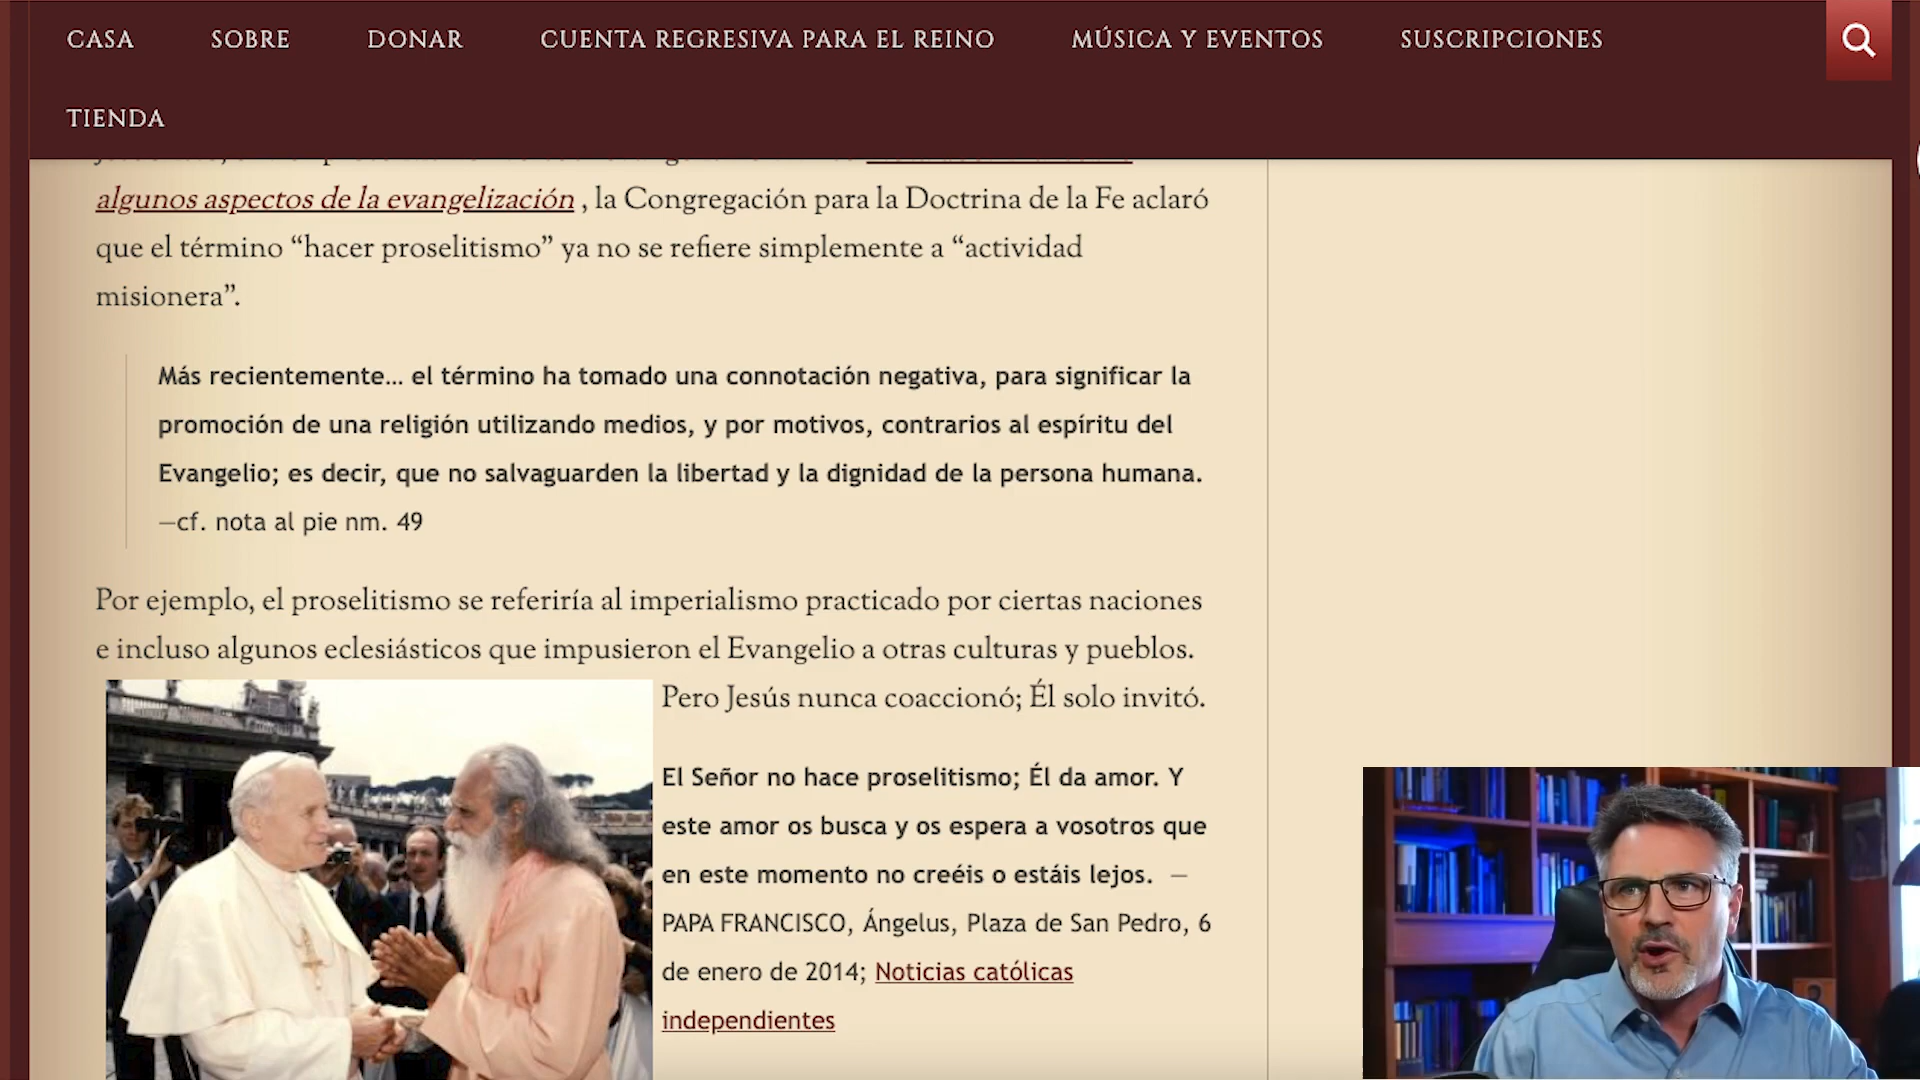 CASA SOBRE DONAR CUENTA REGRESIVA PARA EL REINO MÚSICA Y EVENTOS SUSCRIPCIONES
TIENDA
algunos aspectos de la evangelización , la Congregación para la Doctrina de la Fe aclaró
que el término “hacer proselitismo” ya no se refiere simplemente a “actividad
misionera”.
Más recientemente… el término ha tomado una connotación negativa, para significar la
promoción de una religión utilizando medios, y por motivos, contrarios al espíritu del
Evangelio; es decir, que no salvaguarden la libertad y la dignidad de la persona humana.
—cf. nota al pie nm. 49
Por ejemplo, el proselitismo se referiría al imperialismo practicado por ciertas naciones
e incluso algunos eclesiásticos que impusieron el Evangelio a otras culturas y pueblos.
Pero Jesús nunca coaccionó; Él solo invitó.
El Señor no hace proselitismo; Él da amor. Y
este amor os busca y os espera a vosotros que
en este momento no creéis o estáis lejos. —
PAPA FRANCISCO, Ángelus, Plaza de San Pedro, 6
de enero de 2014; Noticias católicas
independientes